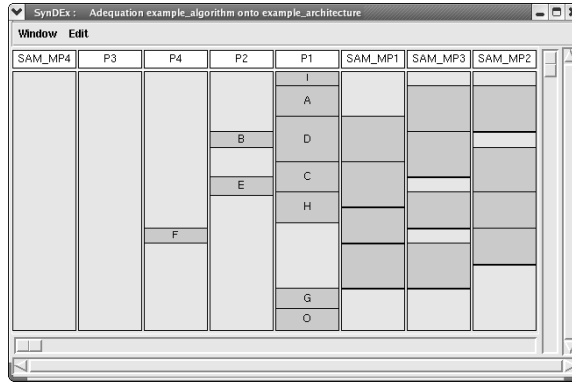 SynDEx : Adequation example_algorithm onto example_architecture
Window Edit
SAM_MP4 P3 P4 P2 P1 SAM_MP1 SAM_MP3 SAM_MP2
I
A
B D
C
E
H
F
G
O